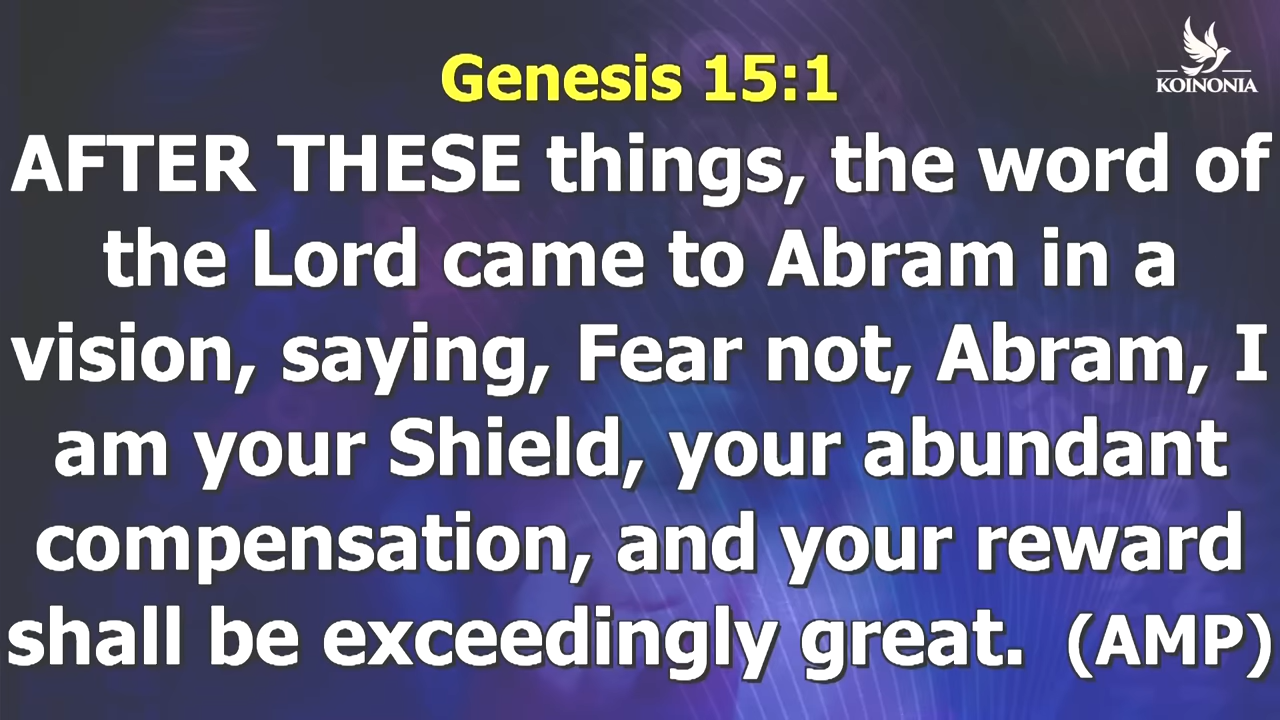 Genesis 15:1
KOINONIA
AFTER THESE things, the word of
the Lord came to Abram in a
vision, saying, Fear not, Abram, I
am your Shield, your abundant
compensation, and your reward
shall be exceedingly great. (AMP)